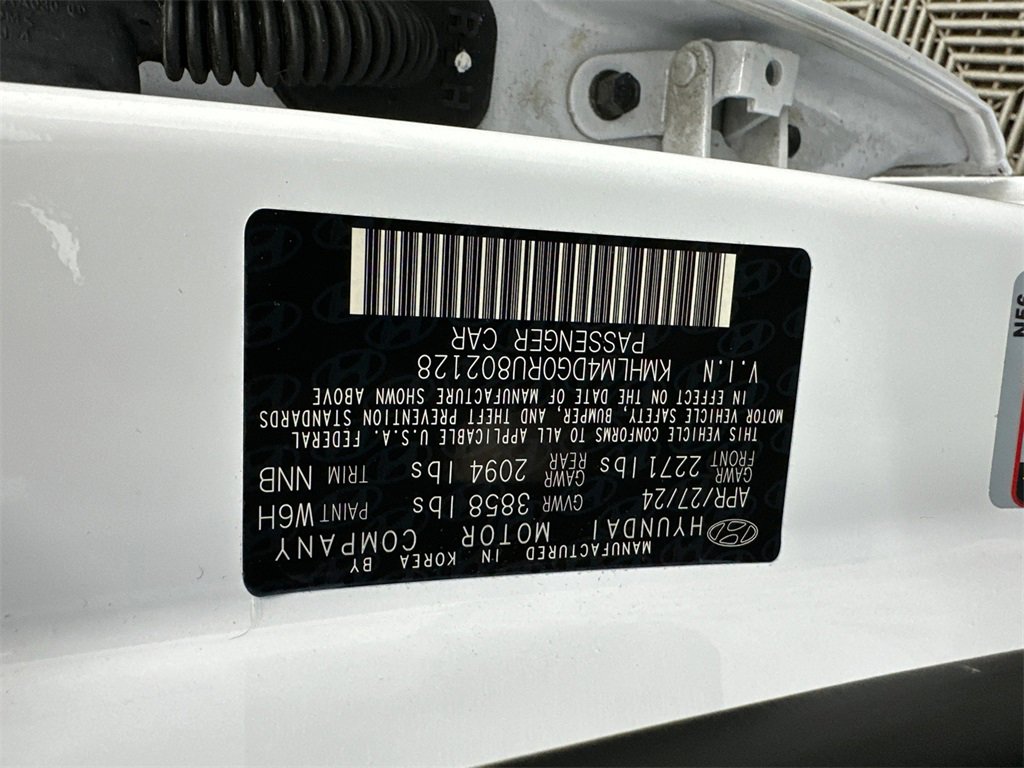 MANUFACTURED IN KOREA BY
HYUNDAI MOTOR COMPANY
APR/27/24 GVWR 3858 lbs PAINT W6H
GAWR FRONT 2271 lbs GAWR REAR 2094 lbs TRIM NNB
THIS VEHICLE CONFORMS TO ALL APPLICABLE U.S.A. FEDERAL
MOTOR VEHICLE SAFETY, BUMPER, AND THEFT PREVENTION STANDARDS
IN EFFECT ON THE DATE OF MANUFACTURE SHOWN ABOVE
V.I.N KMHLM4DG0RU802128
PASSENGER CAR
RH